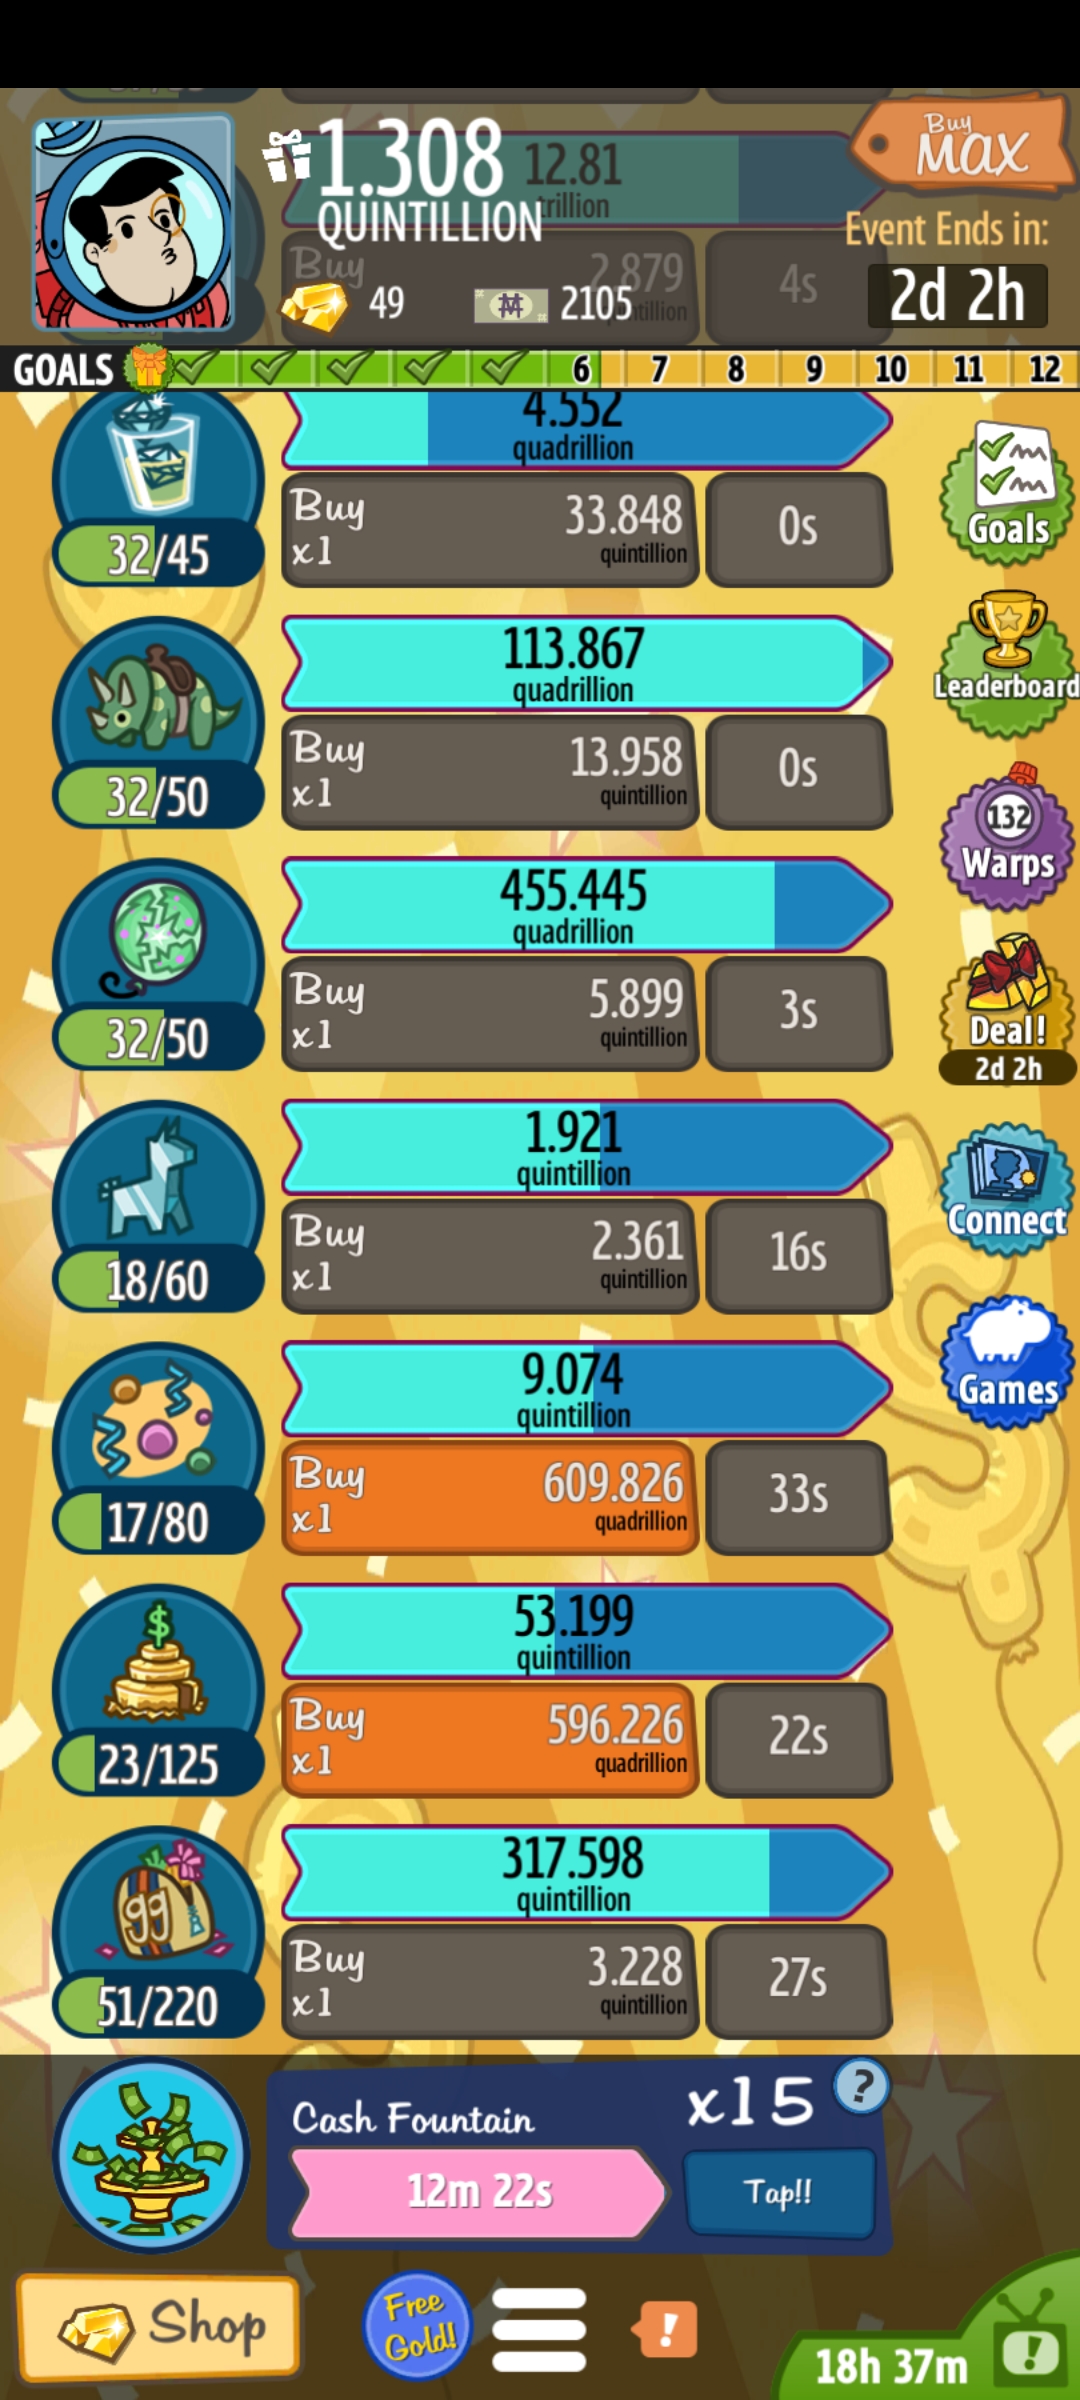 Buy
MAX
1.308
12.81
QUINTILLION
trillion
Event Ends in:
Buy
2.879
4s
49
2105
2d 2h
GOALS
6
7
8
9
10
11
12
4.552
quadrillion
Buy
33.848
x1
quintillion
0s
32/45
Goals
113.867
quadrillion
Leaderboard
Buy
13.958
x1
quintillion
0s
32/50
132
Warps
455.445
quadrillion
Buy
5.899
x1
quintillion
3s
32/50
Deal!
2d 2h
1.921
quintillion
Buy
2.361
x1
quintillion
16s
18/60
Connect
9.074
quintillion
Games
Buy
609.826
x1
quadrillion
33s
17/80
$
53.199
quintillion
Buy
596.226
x1
quadrillion
22s
23/125
317.598
quintillion
99
Buy
3.228
x1
quintillion
27s
51/220
Cash Fountain
x15
?
12m 22s
Tap!!
Shop
Free
Gold!
!
18h 37m
!